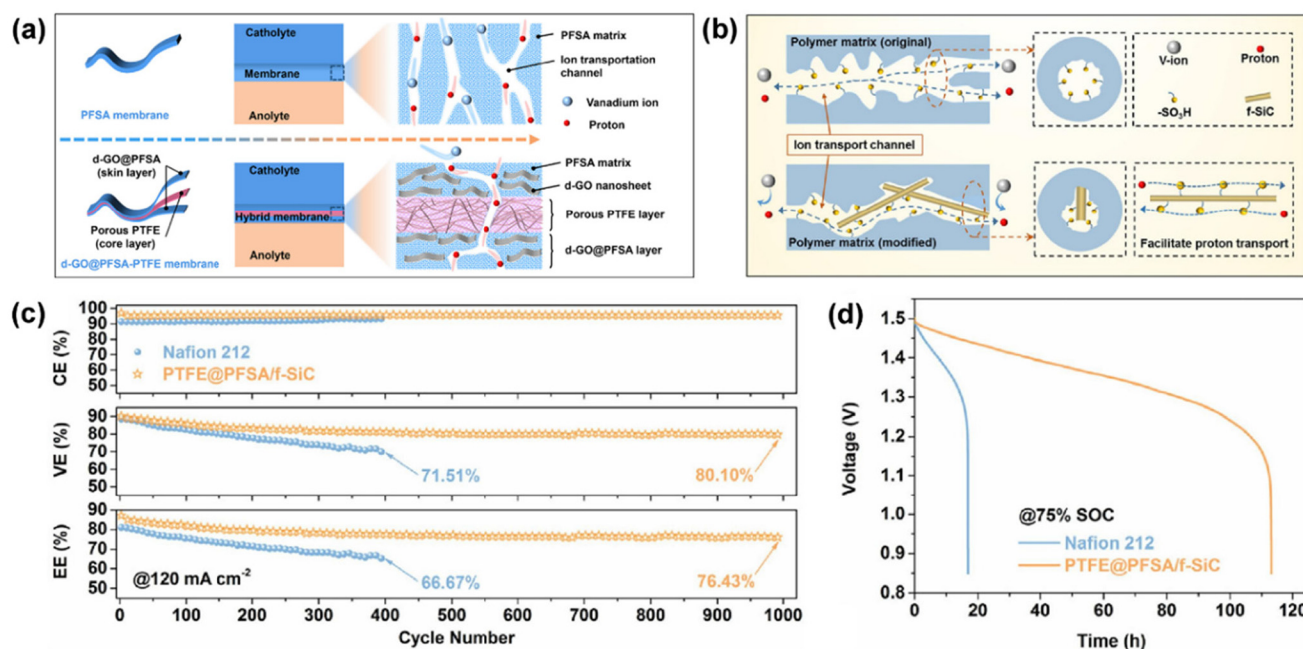 (a)
Catholyte
Membrane
Anolyte
PFSA membrane
PFSA matrix
Ion transportation
channel
Vanadium ion
Proton
d-GO@PFSA
(skin layer)
Porous PTFE
(core layer)
d-GO@PFSA-PTFE membrane
Catholyte
Hybrid membrane
Anolyte
PFSA matrix
d-GO nanosheet
Porous PTFE layer
d-GO@PFSA layer
(b)
Polymer matrix (original)
V-ion
Proton
-SO₃H
f-SiC
Ion transport channel
Polymer matrix (modified)
Facilitate proton transport
(c)
CE (%)
100
90
80
70
60
50
Nafion 212
PTFE@PFSA/f-SiC
VE (%)
90
80
70
60
50
71.51%
80.10%
EE (%)
90
80
70
60
50
@120 mA cm⁻²
66.67%
76.43%
0 100 200 300 400 500 600 700 800 900 1000
Cycle Number
(d)
Voltage (V)
1.5
1.4
1.3
1.2
1.1
1.0
0.9
0.8
@75% SOC
Nafion 212
PTFE@PFSA/f-SiC
0 20 40 60 80 100 120
Time (h)